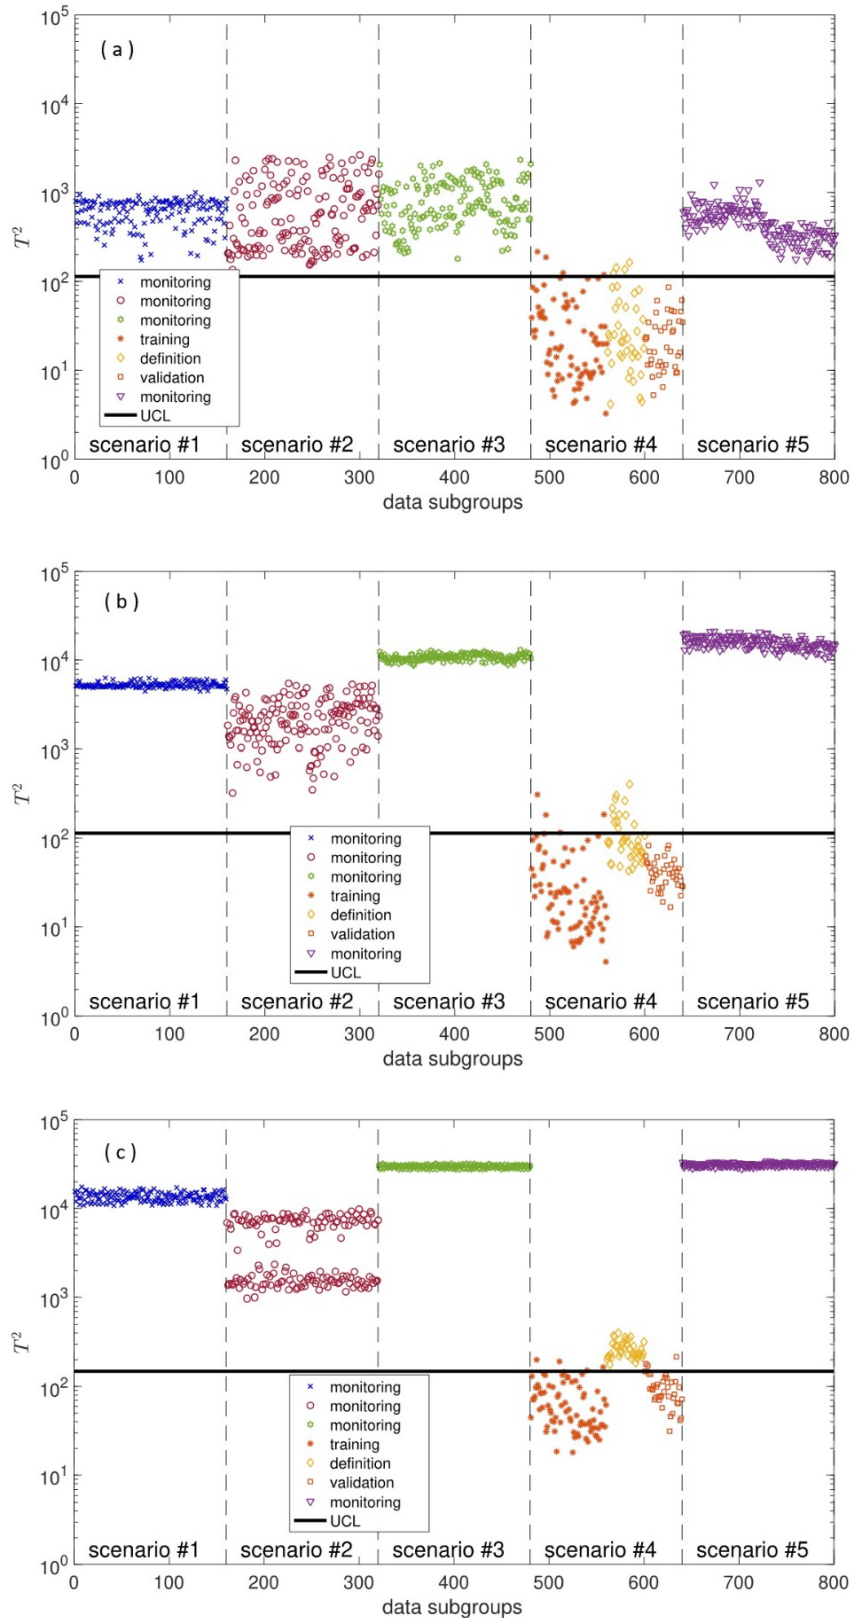 ( a )
10^5
10^4
10^3
10^2
10^1
10^0
T^2
monitoring
monitoring
monitoring
training
definition
validation
monitoring
UCL
scenario #1 scenario #2 scenario #3 scenario #4 scenario #5
0 100 200 300 400 500 600 700 800
data subgroups
( b )
10^5
10^4
10^3
10^2
10^1
10^0
T^2
monitoring
monitoring
monitoring
training
definition
validation
monitoring
UCL
scenario #1 scenario #2 scenario #3 scenario #4 scenario #5
0 100 200 300 400 500 600 700 800
data subgroups
( c )
10^5
10^4
10^3
10^2
10^1
10^0
T^2
monitoring
monitoring
monitoring
training
definition
validation
monitoring
UCL
scenario #1 scenario #2 scenario #3 scenario #4 scenario #5
0 100 200 300 400 500 600 700 800
data subgroups